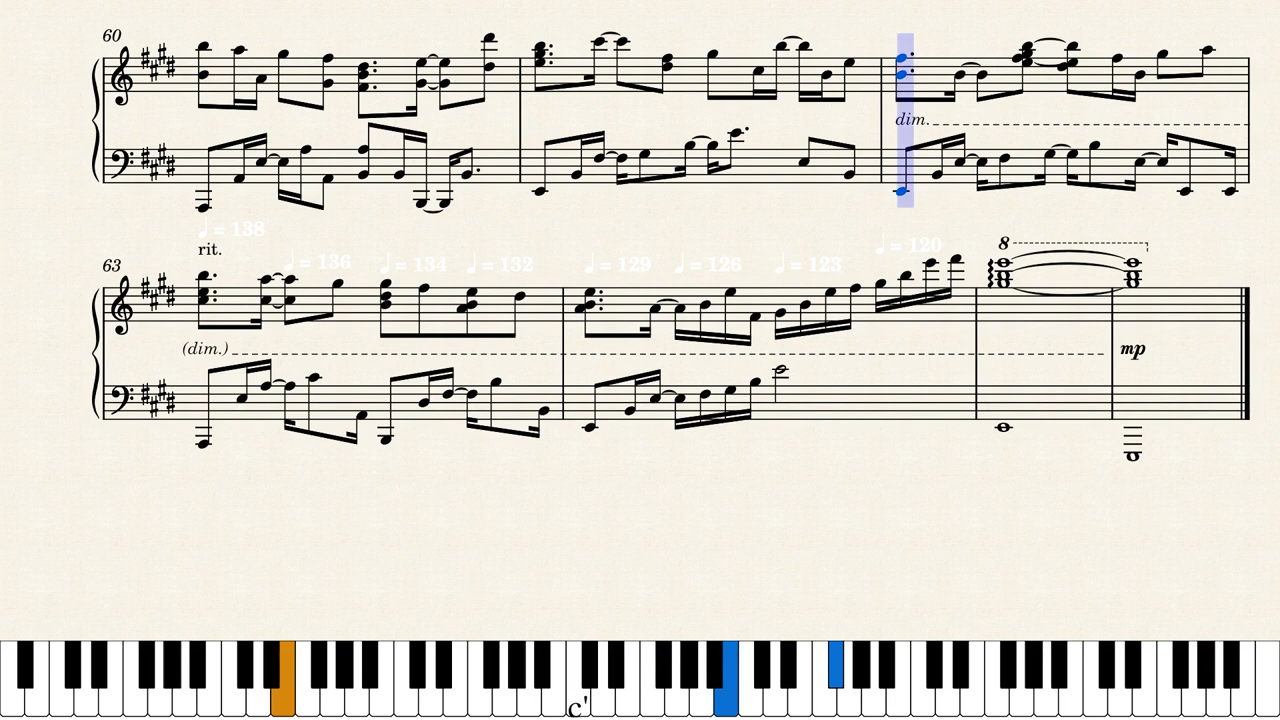 60
dim.
♩ = 138
rit.
63
♩ = 136
♩ = 134
♩ = 132
♩ = 129
♩ = 126
♩ = 123
♩ = 120
8
(dim.)
mp
c'